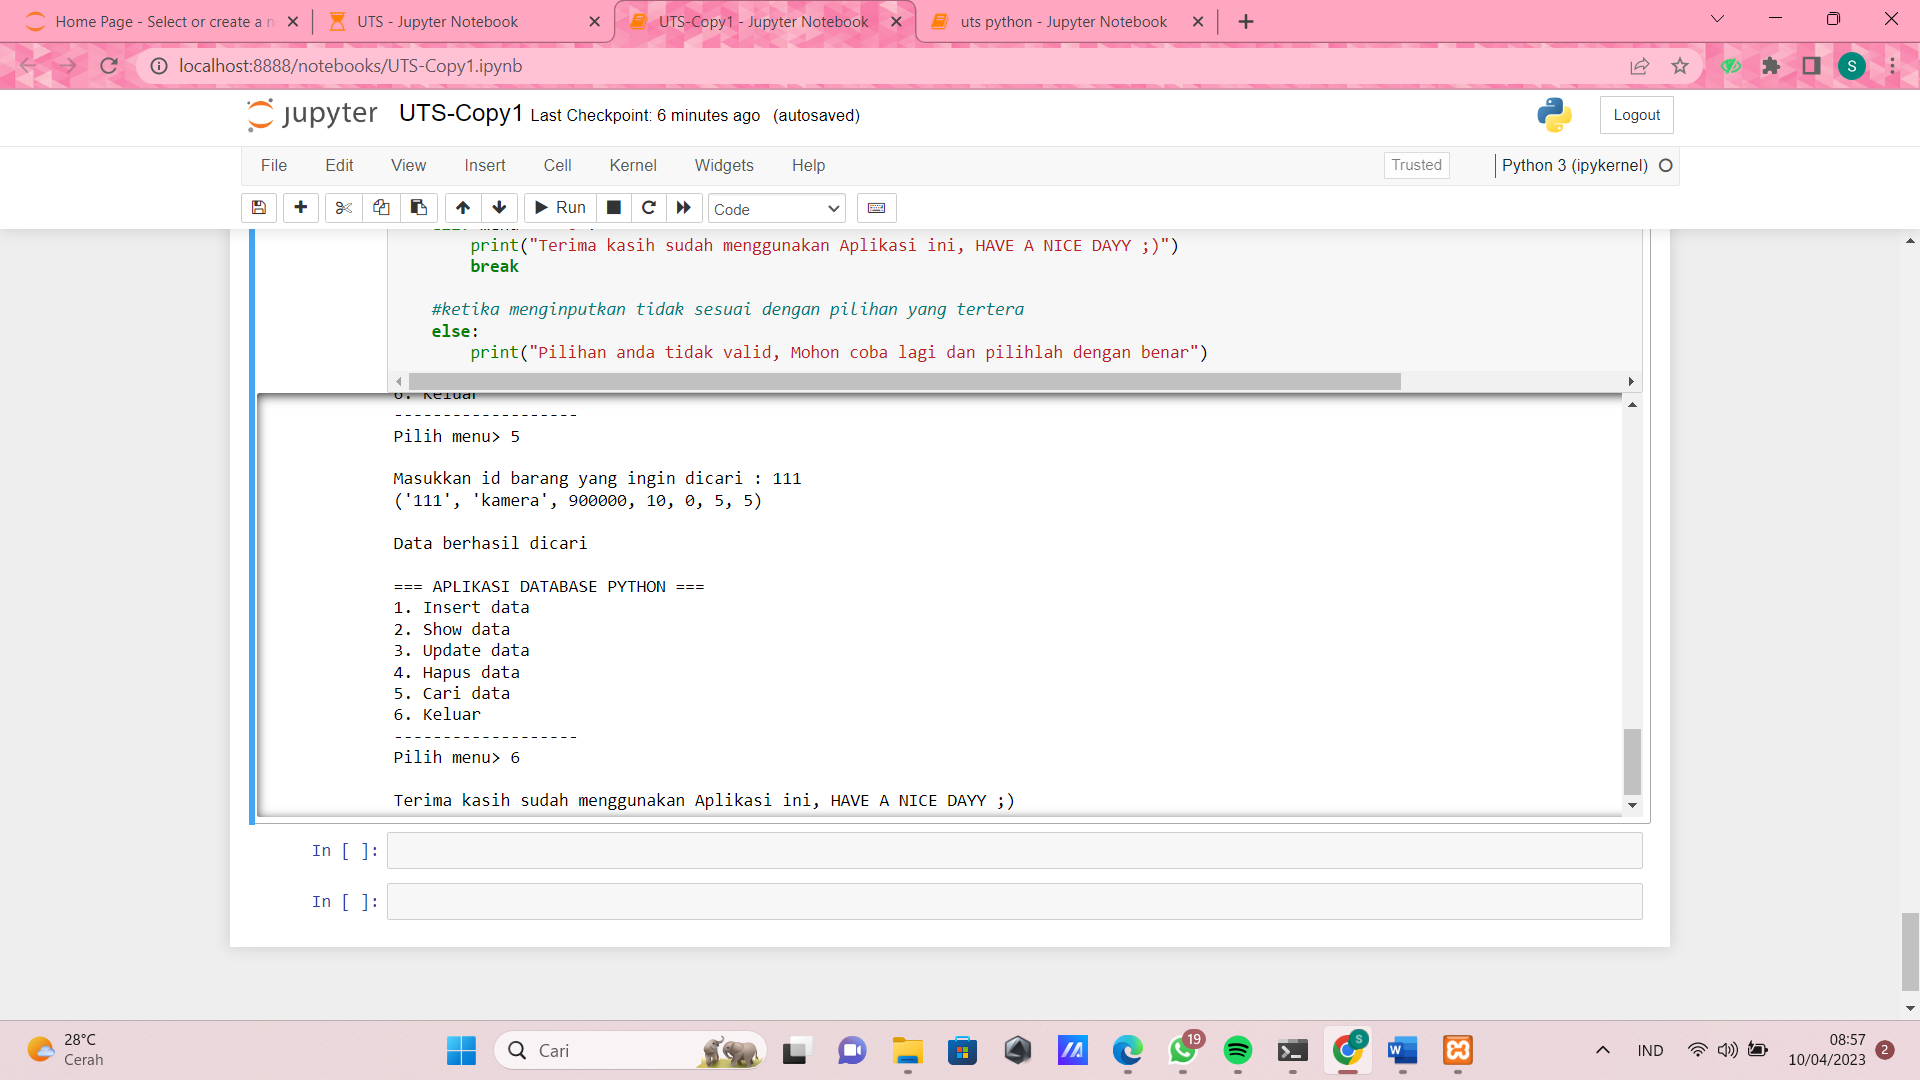 Home Page - Select or create a n
UTS - Jupyter Notebook
UTS-Copy1 - Jupyter Notebook
uts python - Jupyter Notebook
localhost:8888/notebooks/UTS-Copy1.ipynb
S
jupyter UTS-Copy1 Last Checkpoint: 6 minutes ago (autosaved)
Logout
File Edit View Insert Cell Kernel Widgets Help
Trusted
Python 3 (ipykernel)
Run
Code
print("Terima kasih sudah menggunakan Aplikasi ini, HAVE A NICE DAYY ;)")
break
#ketika menginputkan tidak sesuai dengan pilihan yang tertera
else:
print("Pilihan anda tidak valid, Mohon coba lagi dan pilihlah dengan benar")
6. Keluar
-------------------
Pilih menu> 5
Masukkan id barang yang ingin dicari : 111
('111', 'kamera', 900000, 10, 0, 5, 5)
Data berhasil dicari
=== APLIKASI DATABASE PYTHON ===
1. Insert data
2. Show data
3. Update data
4. Hapus data
5. Cari data
6. Keluar
-------------------
Pilih menu> 6
Terima kasih sudah menggunakan Aplikasi ini, HAVE A NICE DAYY ;)
In [ ]:
In [ ]:
28°C
Cerah
Cari
19
S
IND
08:57
10/04/2023
2